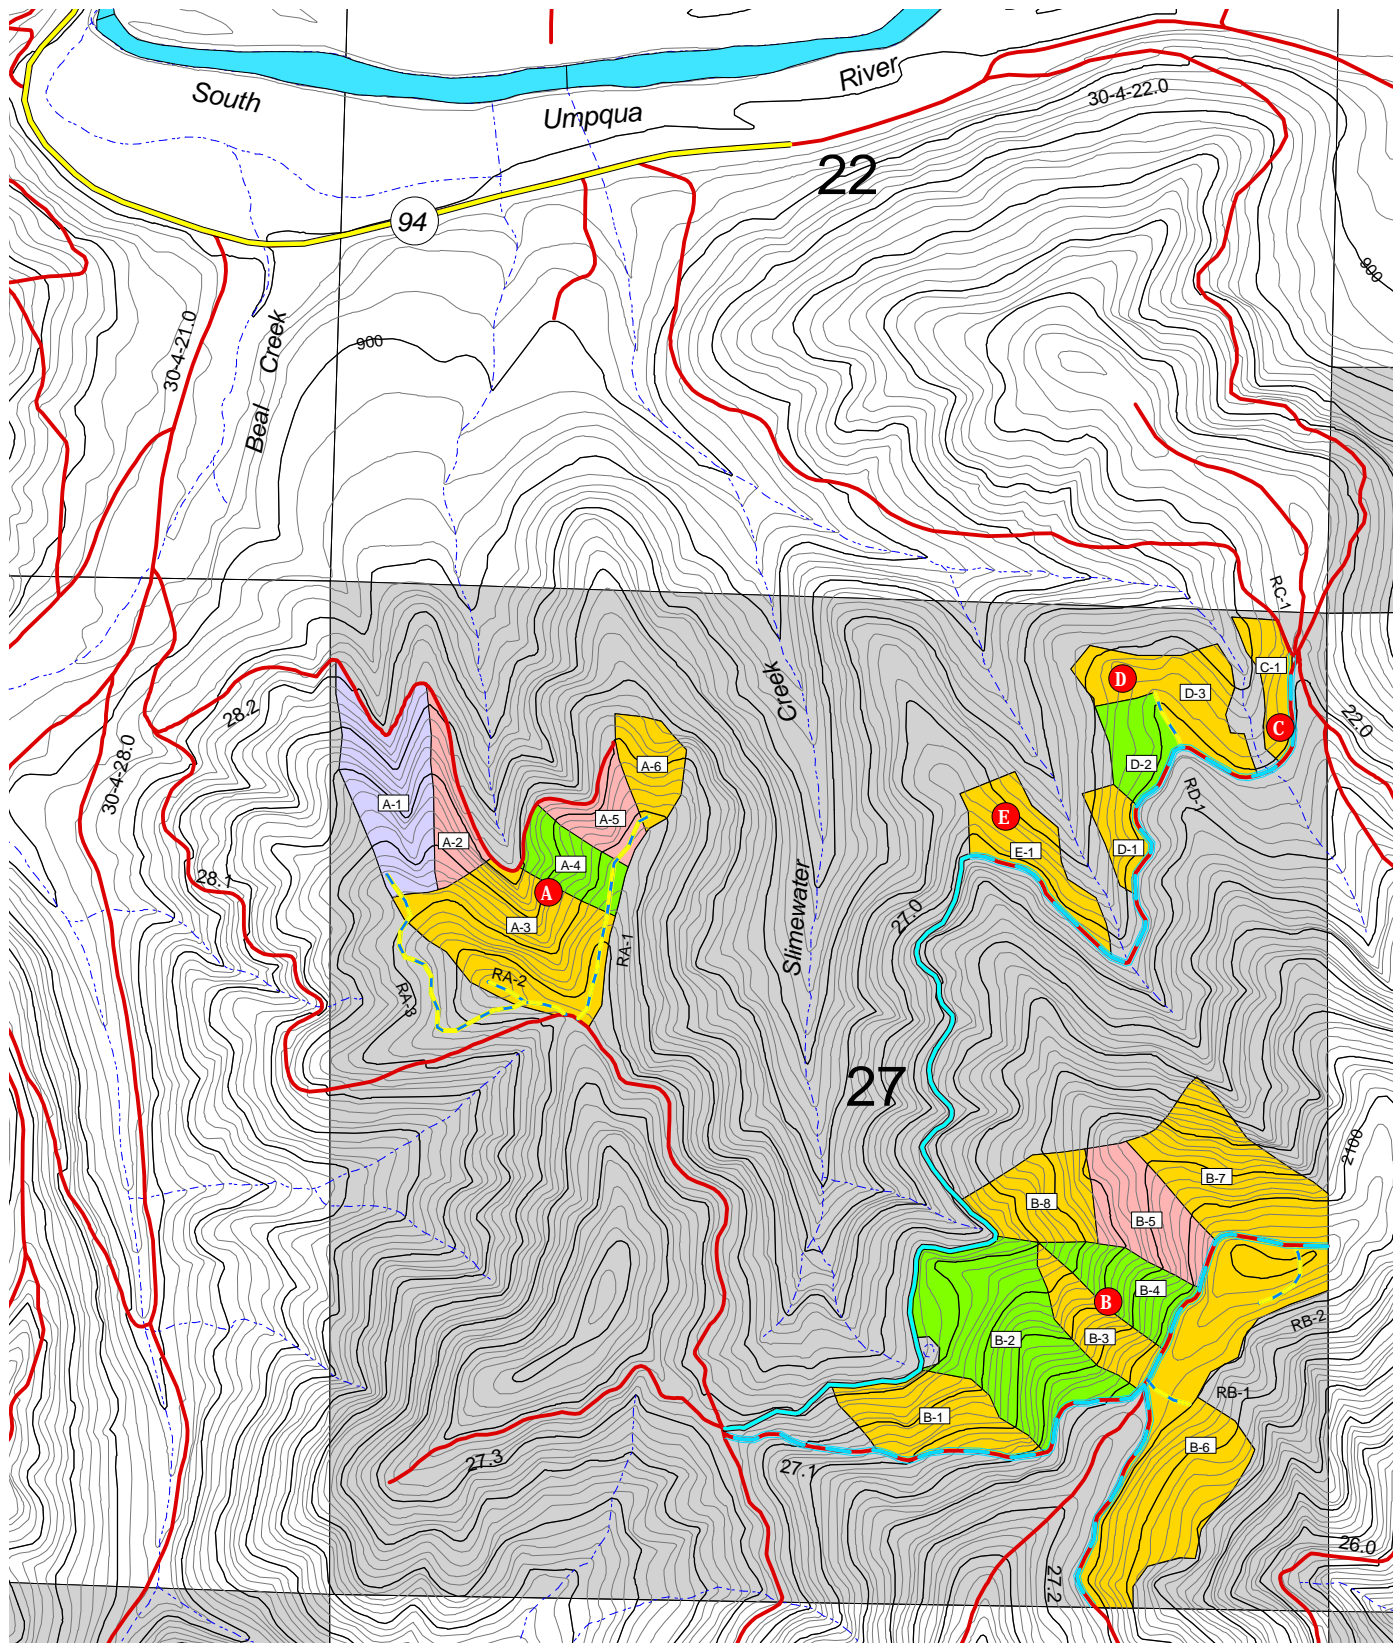 River
South
Umpqua
30-4-22.0
22
94
900
30-4-21.0
Beal Creek
900
RC-1
C-1
D
D-3
Creek
28.2
C
22.0
30-4-28.0
A-6
D-2
RD-1
A-1
A-5
E
A-2
D-1
E-1
A-4
28.1
A
27.0
A-3
Slimewater
RA-1
RA-2
RA-3
27
2100
B-7
B-8
B-5
B-4
B
RB-2
B-2
B-3
RB-1
B-1
B-6
27.3
27.1
26.0
27.2